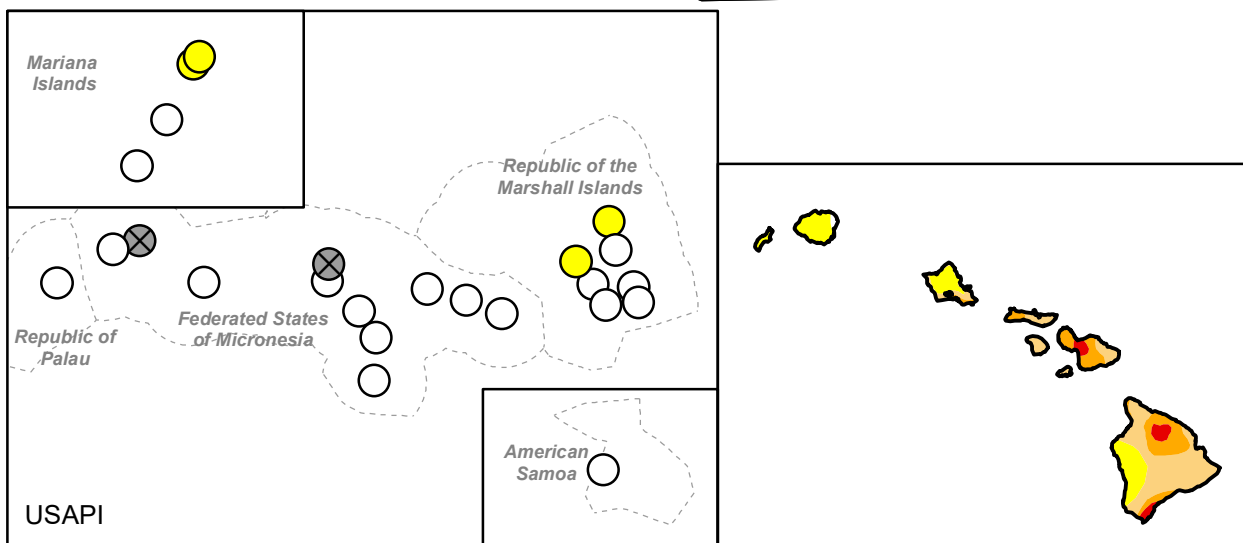 Mariana
Islands
Republic of the
Marshall Islands
Federated States
of Micronesia
Republic of
Palau
American
Samoa
USAPI